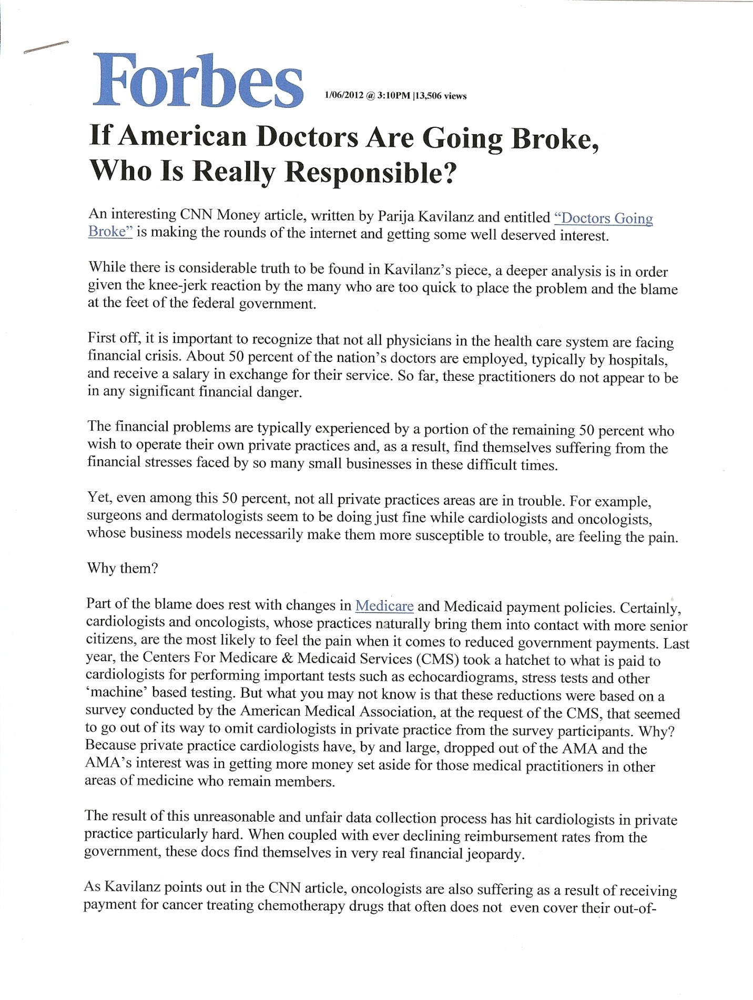 Forbes 1/06/2012 @ 3:10PM |13,506 views
If American Doctors Are Going Broke,
Who Is Really Responsible?
An interesting CNN Money article, written by Parija Kavilanz and entitled “Doctors Going
Broke” is making the rounds of the internet and getting some well deserved interest.
While there is considerable truth to be found in Kavilanz’s piece, a deeper analysis is in order
given the knee-jerk reaction by the many who are too quick to place the problem and the blame
at the feet of the federal government.
First off, it is important to recognize that not all physicians in the health care system are facing
financial crisis. About 50 percent of the nation’s doctors are employed, typically by hospitals,
and receive a salary in exchange for their service. So far, these practitioners do not appear to be
in any significant financial danger.
The financial problems are typically experienced by a portion of the remaining 50 percent who
wish to operate their own private practices and, as a result, find themselves suffering from the
financial stresses faced by so many small businesses in these difficult times.
Yet, even among this 50 percent, not all private practices areas are in trouble. For example,
surgeons and dermatologists seem to be doing just fine while cardiologists and oncologists,
whose business models necessarily make them more susceptible to trouble, are feeling the pain.
Why them?
Part of the blame does rest with changes in Medicare and Medicaid payment policies. Certainly,
cardiologists and oncologists, whose practices naturally bring them into contact with more senior
citizens, are the most likely to feel the pain when it comes to reduced government payments. Last
year, the Centers For Medicare & Medicaid Services (CMS) took a hatchet to what is paid to
cardiologists for performing important tests such as echocardiograms, stress tests and other
‘machine’ based testing. But what you may not know is that these reductions were based on a
survey conducted by the American Medical Association, at the request of the CMS, that seemed
to go out of its way to omit cardiologists in private practice from the survey participants. Why?
Because private practice cardiologists have, by and large, dropped out of the AMA and the
AMA’s interest was in getting more money set aside for those medical practitioners in other
areas of medicine who remain members.
The result of this unreasonable and unfair data collection process has hit cardiologists in private
practice particularly hard. When coupled with ever declining reimbursement rates from the
government, these docs find themselves in very real financial jeopardy.
As Kavilanz points out in the CNN article, oncologists are also suffering as a result of receiving
payment for cancer treating chemotherapy drugs that often does not even cover their out-of-